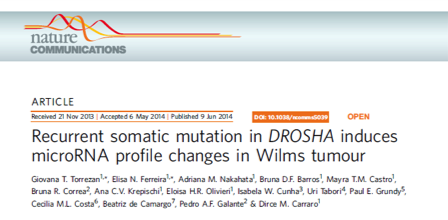 nature
COMMUNICATIONS
ARTICLE
Received 21 Nov 2013 | Accepted 6 May 2014 | Published 9 Jun 2014
DOI: 10.1038/ncomms5039
OPEN
Recurrent somatic mutation in DROSHA induces
microRNA profile changes in Wilms tumour
Giovana T. Torrezan¹,*, Elisa N. Ferreira¹,*, Adriana M. Nakahata¹, Bruna D.F. Barros¹, Mayra T.M. Castro¹,
Bruna R. Correa², Ana C.V. Krepischi¹, Eloisa H.R. Olivieri¹, Isabela W. Cunha³, Uri Tabori⁴, Paul E. Grundy⁵,
Cecilia M.L. Costa⁶, Beatriz de Camargo⁷, Pedro A.F. Galante² & Dirce M. Carraro¹